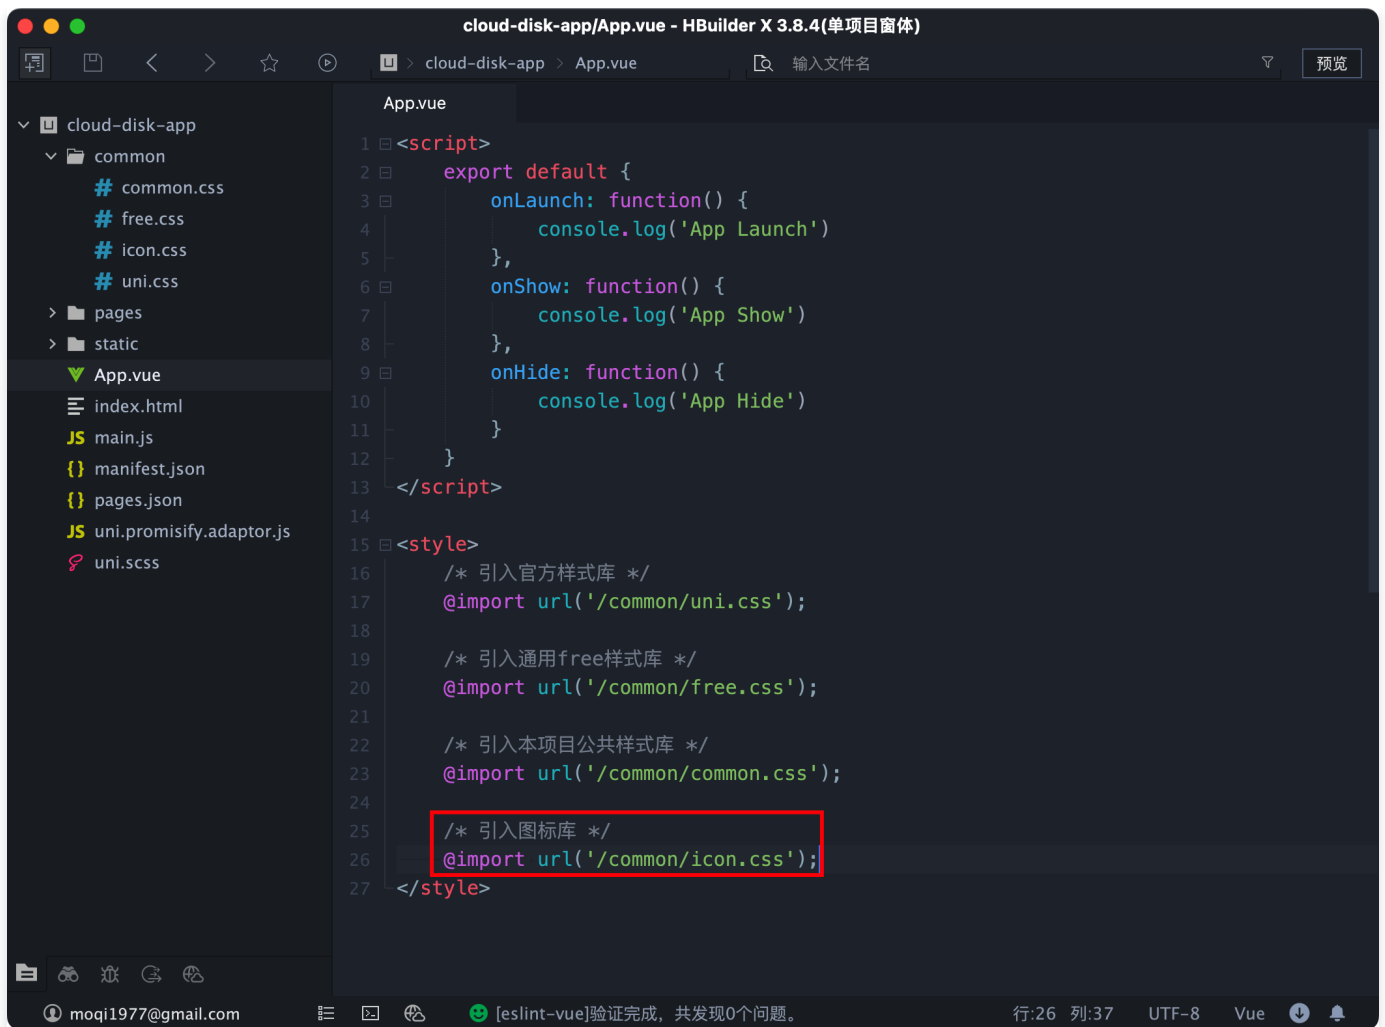 cloud-disk-app/App.vue - HBuilder X 3.8.4(单项目窗体)
cloud-disk-app
App.vue
输入文件名
预览
cloud-disk-app
common
common.css
free.css
icon.css
uni.css
pages
static
App.vue
index.html
JS main.js
{} manifest.json
{} pages.json
JS uni.promisify.adaptor.js
uni.scss
App.vue
1 <script>
2 export default {
3 onLaunch: function() {
4 console.log('App Launch')
5 },
6 onShow: function() {
7 console.log('App Show')
8 },
9 onHide: function() {
10 console.log('App Hide')
11 }
12 }
13 </script>
14
15 <style>
16 /* 引入官方样式库 */
17 @import url('/common/uni.css');
18
19 /* 引入通用free样式库 */
20 @import url('/common/free.css');
21
22 /* 引入本项目公共样式库 */
23 @import url('/common/common.css');
24
25 /* 引入图标库 */
26 @import url('/common/icon.css');
27 </style>
moqi1977@gmail.com
[eslint-vue]验证完成，共发现0个问题。
行:26 列:37
UTF-8
Vue